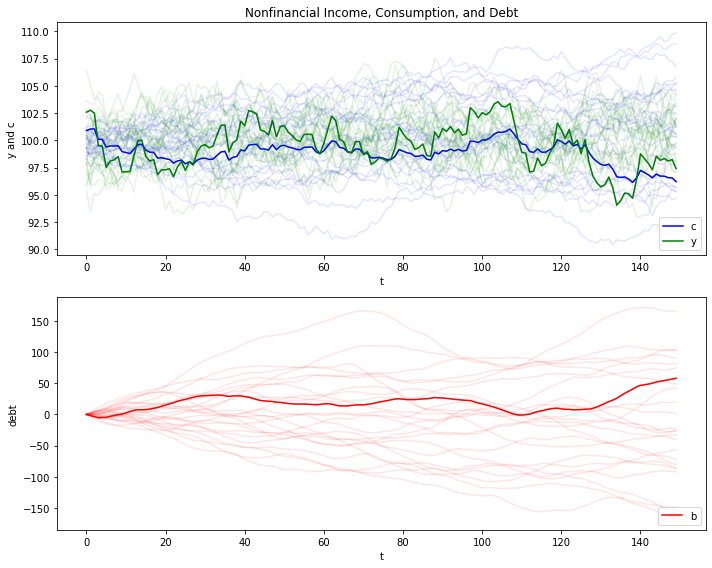 Nonfinancial Income, Consumption, and Debt
110.0
107.5
105.0
102.5
100.0
97.5
95.0
92.5
90.0
y and c
c
y
0 20 40 60 80 100 120 140
t
150
100
50
0
−50
−100
−150
debt
b
0 20 40 60 80 100 120 140
t